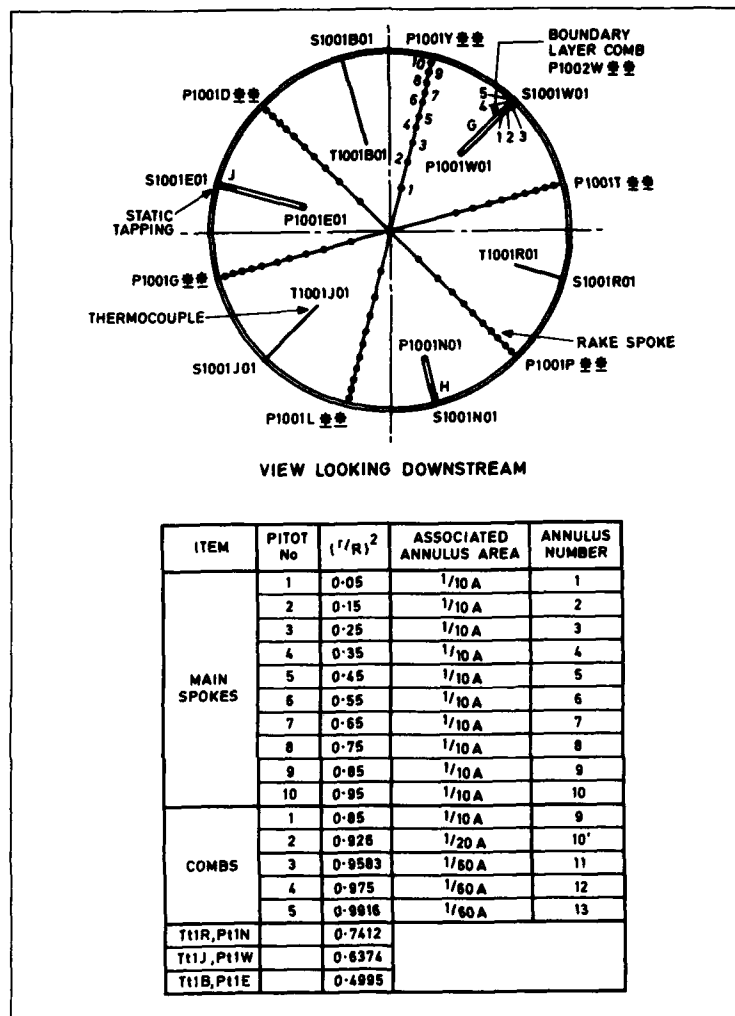 S1001B01
P1001Y ✽✽
BOUNDARY
LAYER COMB
P1002W ✽✽
10
9
8
7
6
5
4
3
2
1
P1001D ✽✽
5
4
S1001W01
G
1 2 3
T1001B01
P1001W01
S1001E01
J
P1001T ✽✽
STATIC
TAPPING
P1001E01
T1001R01
P1001G ✽✽
S1001R01
T1001J01
THERMOCOUPLE
P1001N01
RAKE SPOKE
S1001J01
H
P1001P ✽✽
P1001L ✽✽
S1001N01
VIEW LOOKING DOWNSTREAM
ITEM PITOT No (r/R)² ASSOCIATED ANNULUS AREA ANNULUS NUMBER
MAIN SPOKES
1 0·05 1/10 A 1
2 0·15 1/10 A 2
3 0·25 1/10 A 3
4 0·35 1/10 A 4
5 0·45 1/10 A 5
6 0·55 1/10 A 6
7 0·65 1/10 A 7
8 0·75 1/10 A 8
9 0·85 1/10 A 9
10 0·95 1/10 A 10
COMBS
1 0·85 1/10 A 9
2 0·926 1/20 A 10'
3 0·9583 1/60 A 11
4 0·975 1/60 A 12
5 0·9916 1/60 A 13
Tt1R,Pt1N 0·7412
Tt1J,Pt1W 0·6374
Tt1B,Pt1E 0·4995